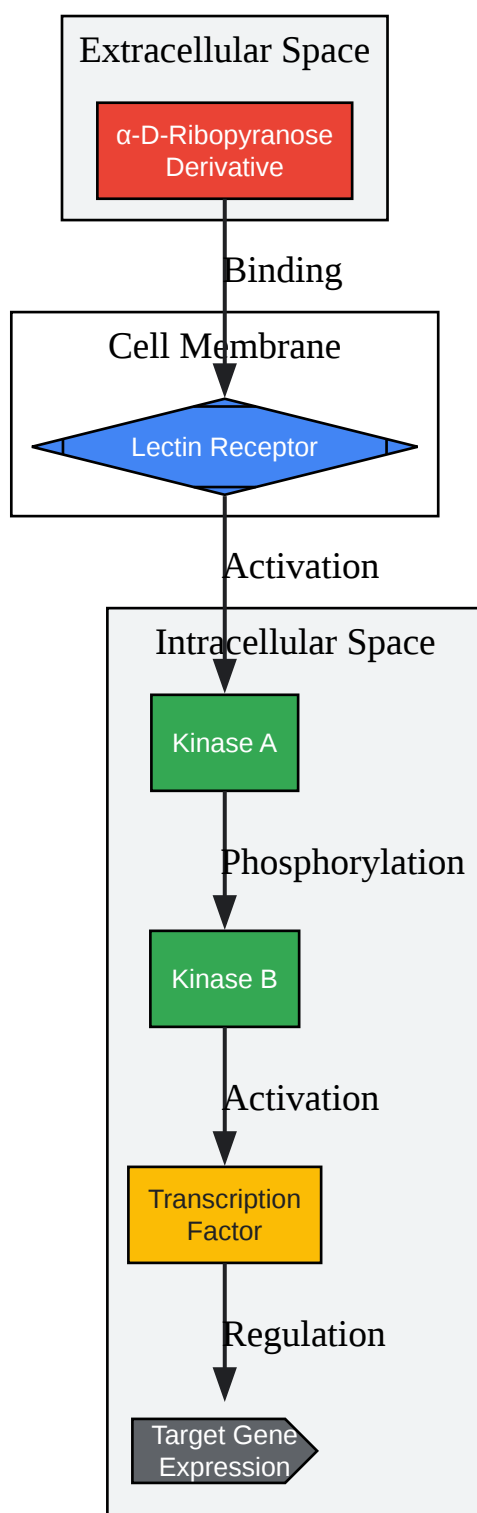 Extracellular Space
α-D-Ribopyranose
Derivative
Binding
Cell Membrane
Lectin Receptor
Activation
Intracellular Space
Kinase A
Phosphorylation
Kinase B
Activation
Transcription
Factor
Regulation
Target Gene
Expression